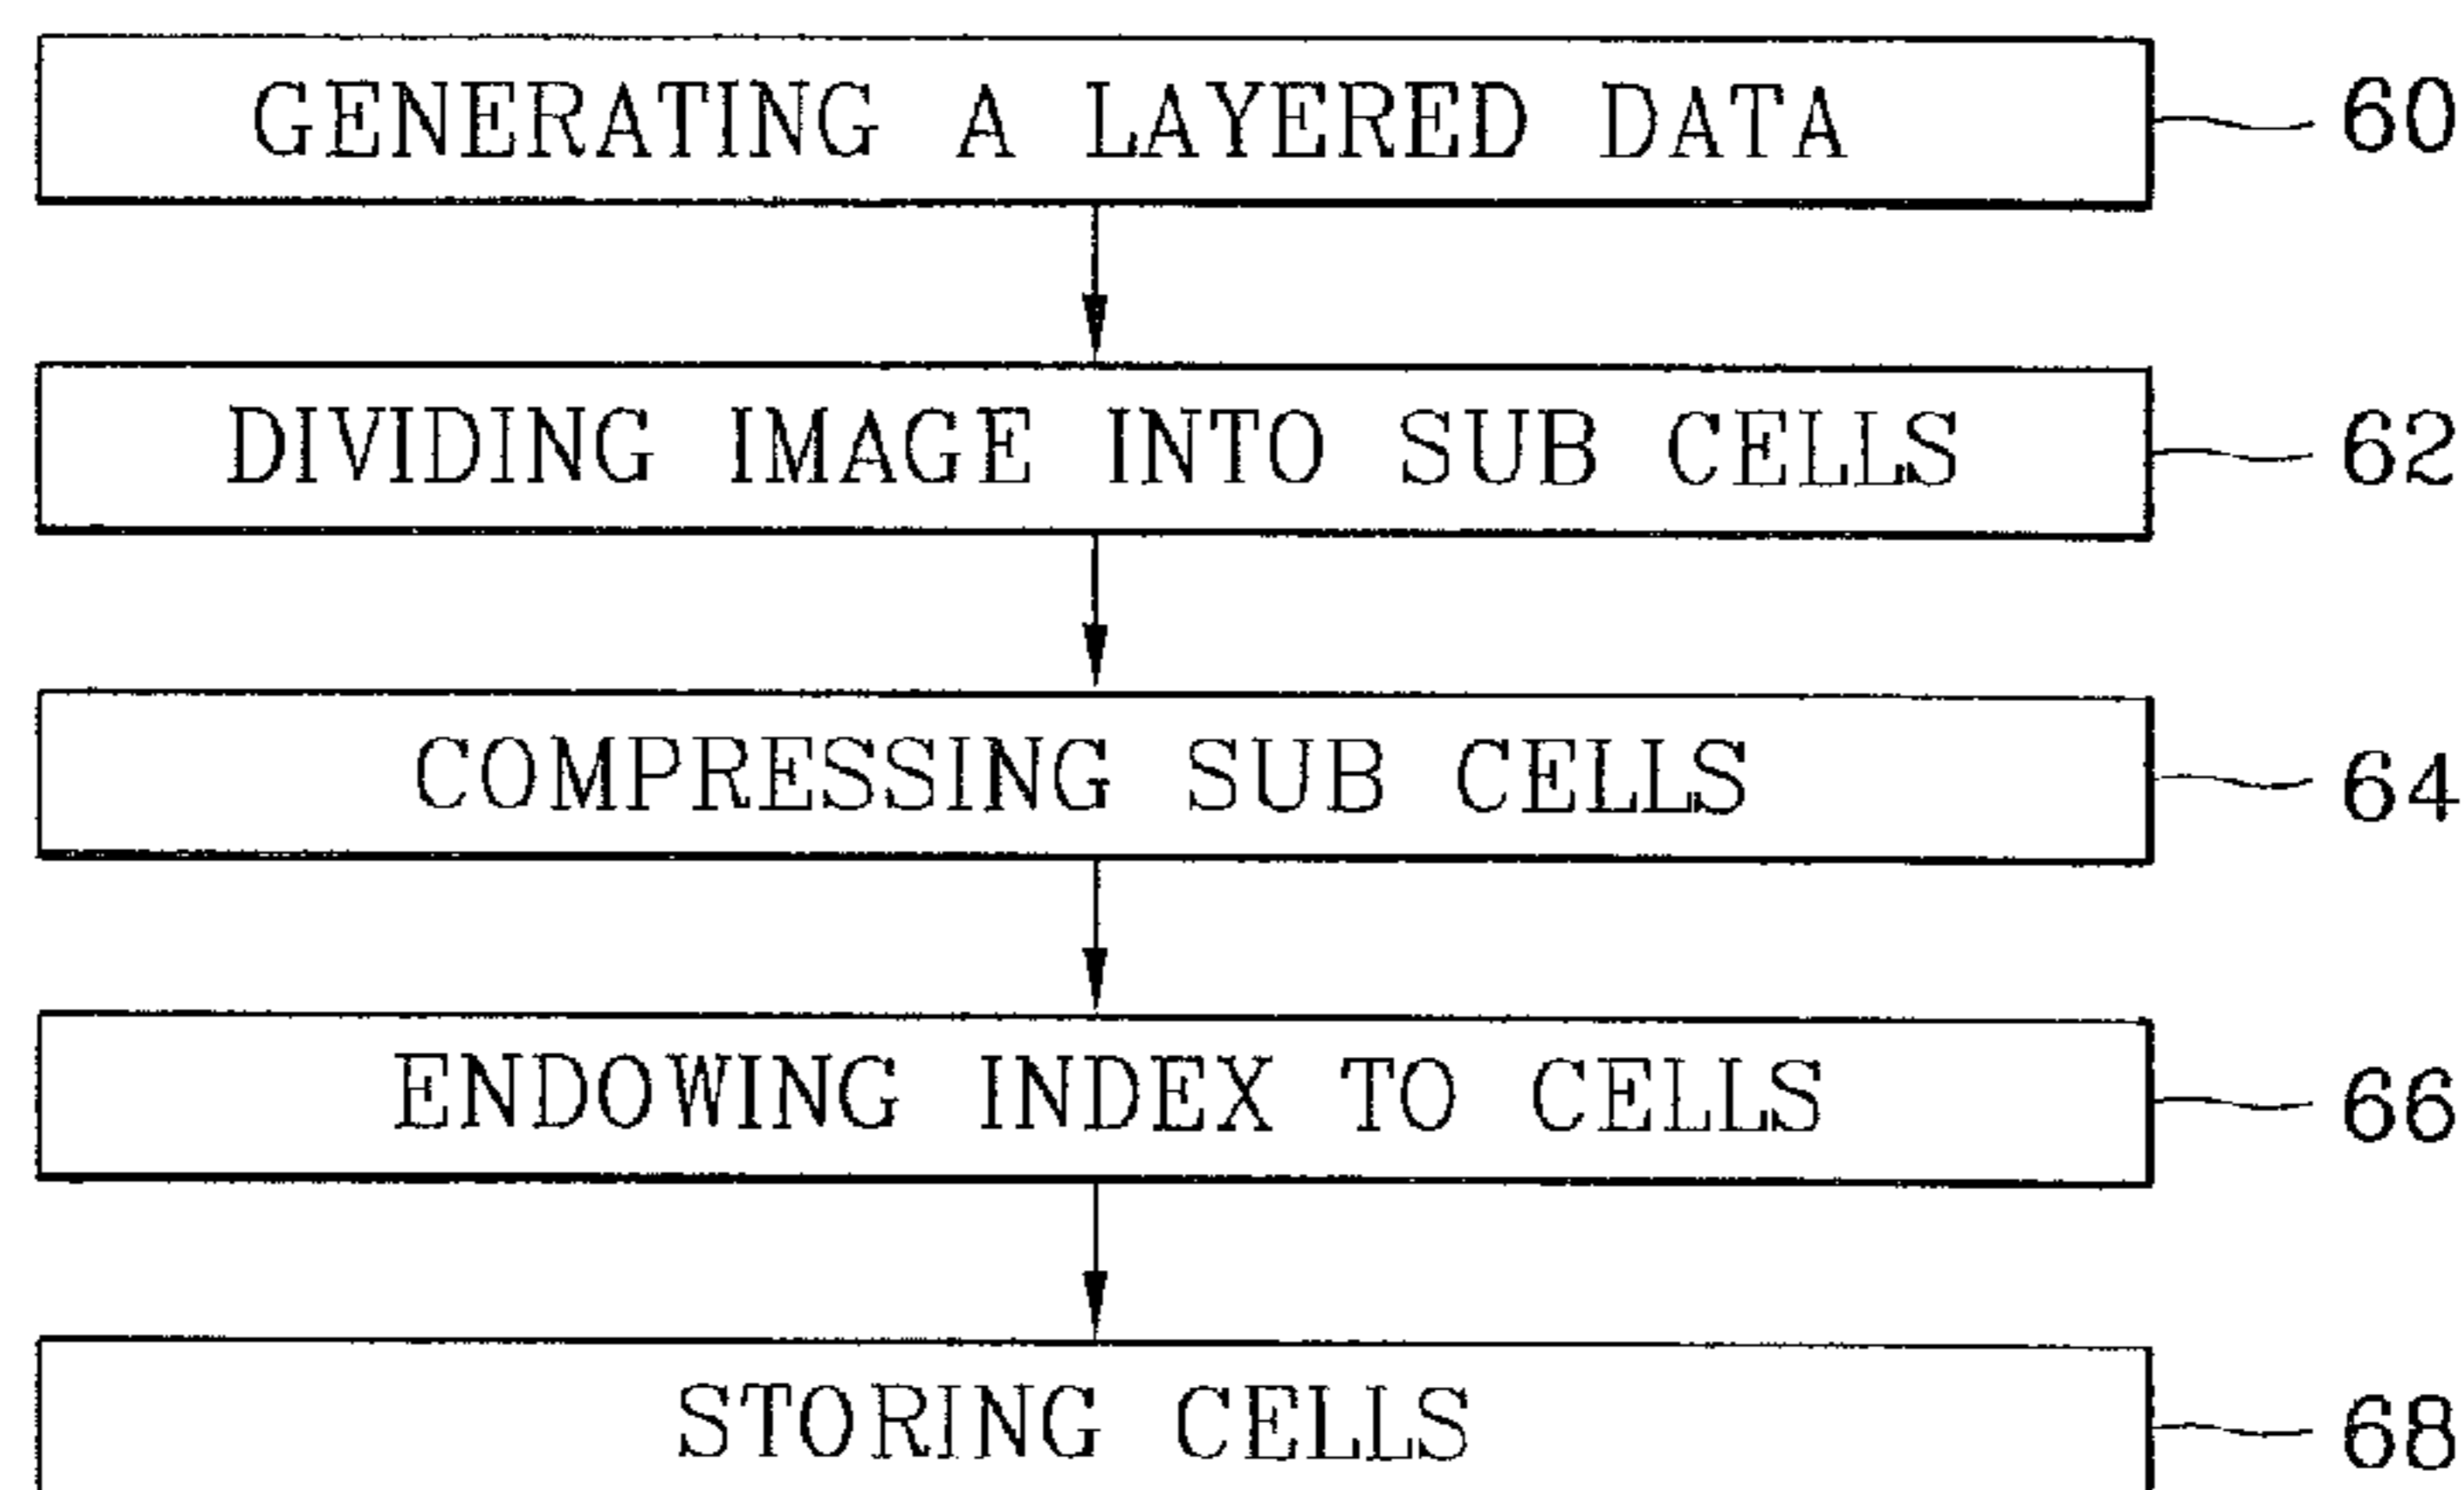 GENERATING A LAYERED DATA 60
DIVIDING IMAGE INTO SUB CELLS 62
COMPRESSING SUB CELLS 64
ENDOWING INDEX TO CELLS 66
STORING CELLS 68